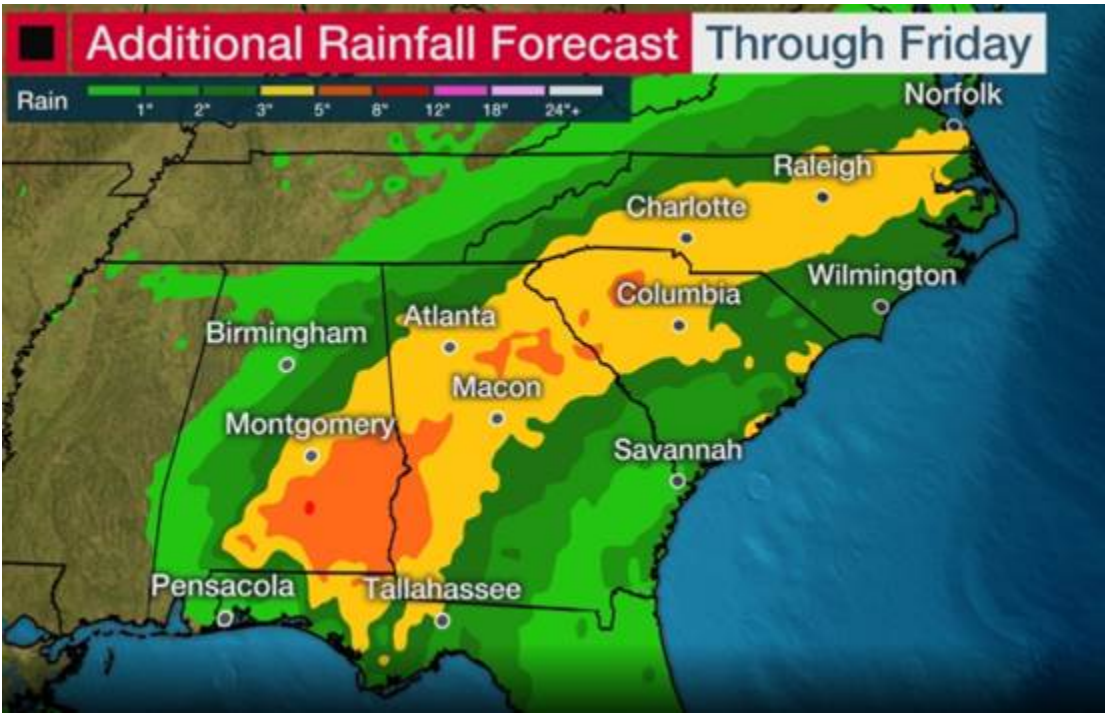 Additional Rainfall Forecast Through Friday
Rain 1" 2" 3" 5" 8" 12" 18" 24"+
Norfolk
Raleigh
Charlotte
Wilmington
Columbia
Atlanta
Birmingham
Macon
Montgomery
Savannah
Pensacola
Tallahassee